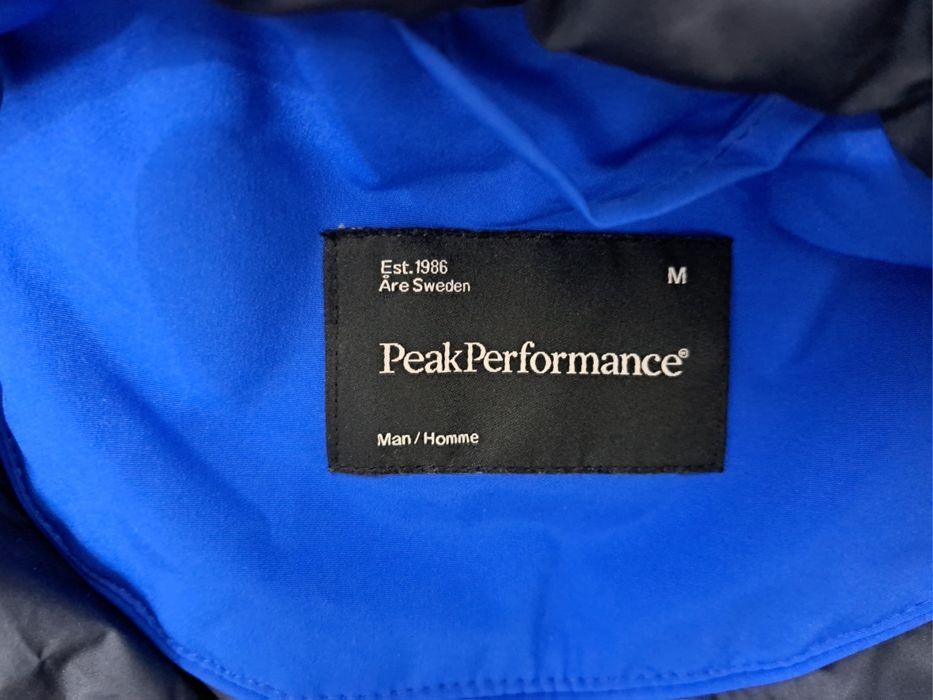 Est.1986
Åre Sweden
M
PeakPerformance®
Man / Homme